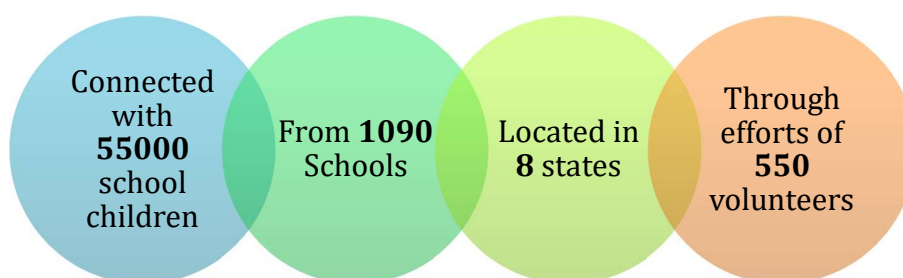 Connected
with
55000
school
children
From 1090
Schools
Located in
8 states
Through
efforts of
550
volunteers